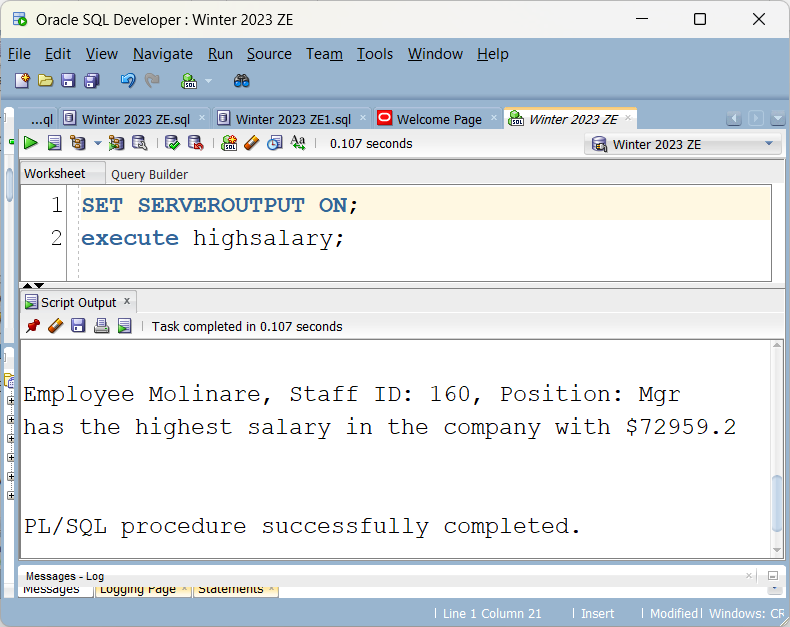 Oracle SQL Developer : Winter 2023 ZE
File Edit View Navigate Run Source Team Tools Window Help
SQL
...ql Winter 2023 ZE.sql × Winter 2023 ZE1.sql × Welcome Page × SQL Winter 2023 ZE ×
SQL Aa 0.107 seconds Winter 2023 ZE
Worksheet Query Builder
1 SET SERVEROUTPUT ON;
2 execute highsalary;
Script Output ×
Task completed in 0.107 seconds
Employee Molinare, Staff ID: 160, Position: Mgr
has the highest salary in the company with $72959.2
PL/SQL procedure successfully completed.
Messages - Log ×
Messages Logging Page × Statements ×
Line 1 Column 21 Insert Modified Windows: CR